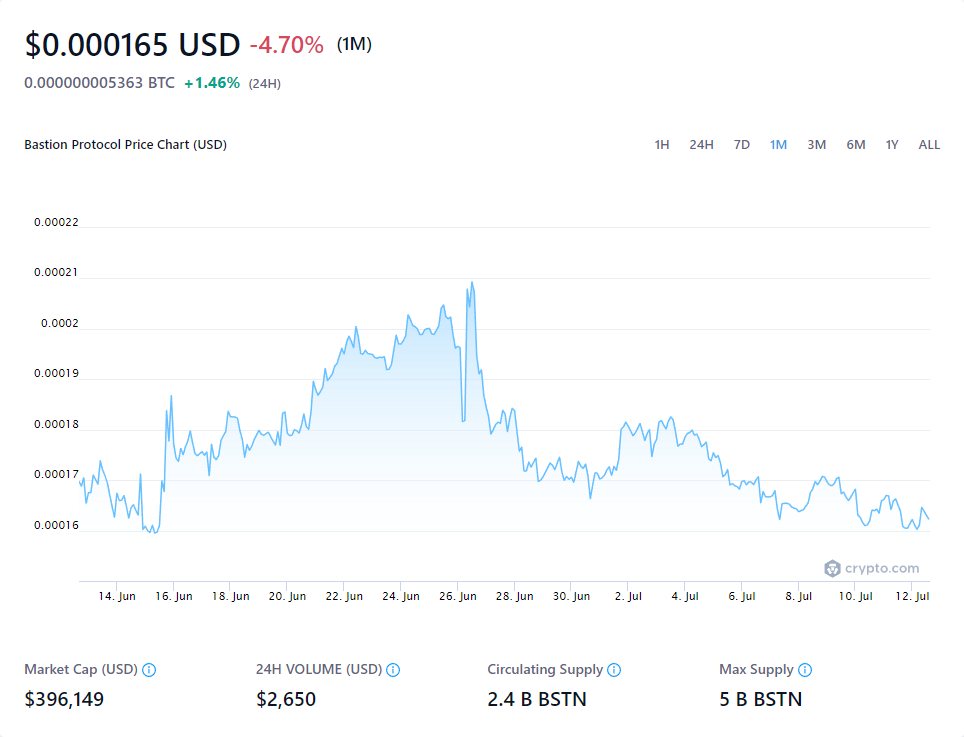 $0.000165 USD -4.70% (1M)
0.000000005363 BTC +1.46% (24H)
Bastion Protocol Price Chart (USD) 1H 24H 7D 1M 3M 6M 1Y ALL
0.00022
0.00021
0.0002
0.00019
0.00018
0.00017
0.00016
crypto.com
14. Jun 16. Jun 18. Jun 20. Jun 22. Jun 24. Jun 26. Jun 28. Jun 30. Jun 2. Jul 4. Jul 6. Jul 8. Jul 10. Jul 12. Jul
Market Cap (USD) 24H VOLUME (USD) Circulating Supply Max Supply
$396,149 $2,650 2.4 B BSTN 5 B BSTN